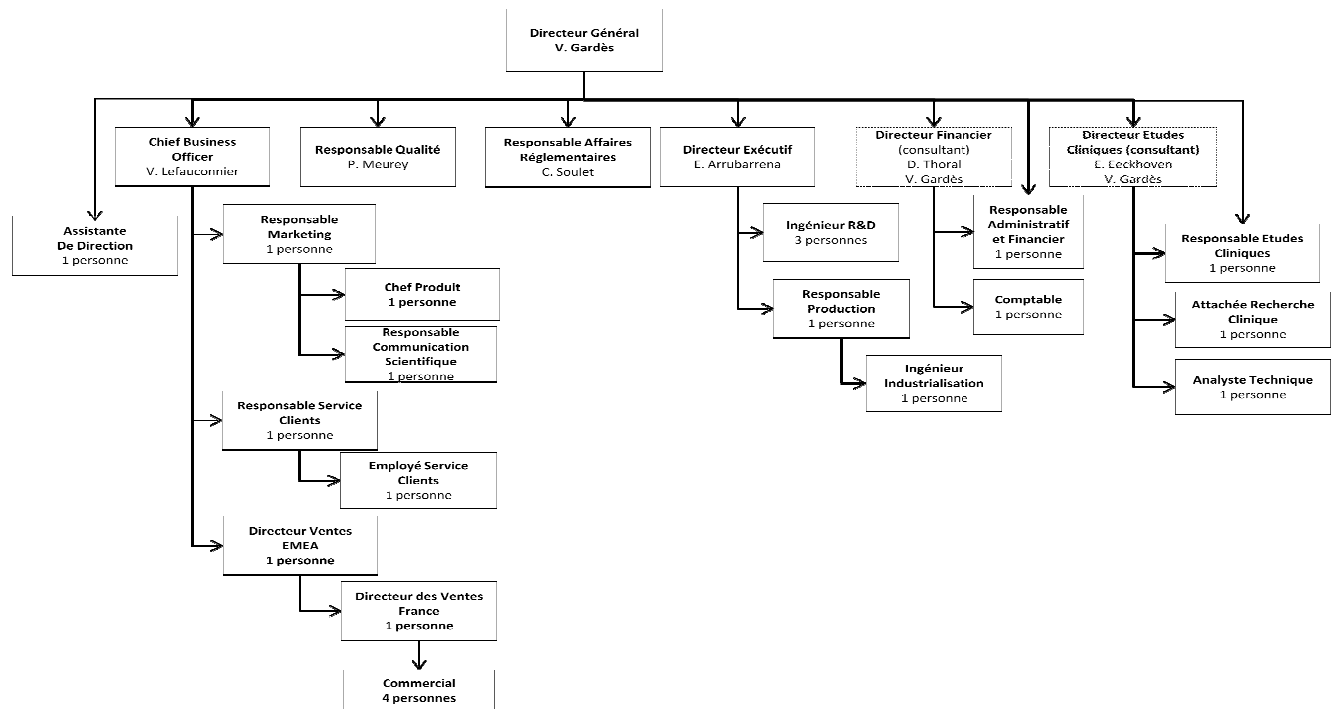 Directeur Général
V. Gardès
Chief Business
Officer
V. Lefauconnier
Responsable Qualité
P. Meurey
Responsable Affaires
Réglementaires
C. Soulet
Directeur Exécutif
E. Arrubarrena
Directeur Financier
(consultant)
D. Thoral
V. Gardès
Directeur Etudes
Cliniques (consultant)
E. Eeckhoven
V. Gardès
Assistante
De Direction
1 personne
Responsable
Marketing
1 personne
Chef Produit
1 personne
Responsable
Communication
Scientifique
1 personne
Responsable Service
Clients
1 personne
Employé Service
Clients
1 personne
Directeur Ventes
EMEA
1 personne
Directeur des Ventes
France
1 personne
Commercial
4 personnes
Ingénieur R&D
3 personnes
Responsable
Production
1 personne
Ingénieur
Industrialisation
1 personne
Responsable
Administratif
et Financier
1 personne
Comptable
1 personne
Responsable Etudes
Cliniques
1 personne
Attachée Recherche
Clinique
1 personne
Analyste Technique
1 personne